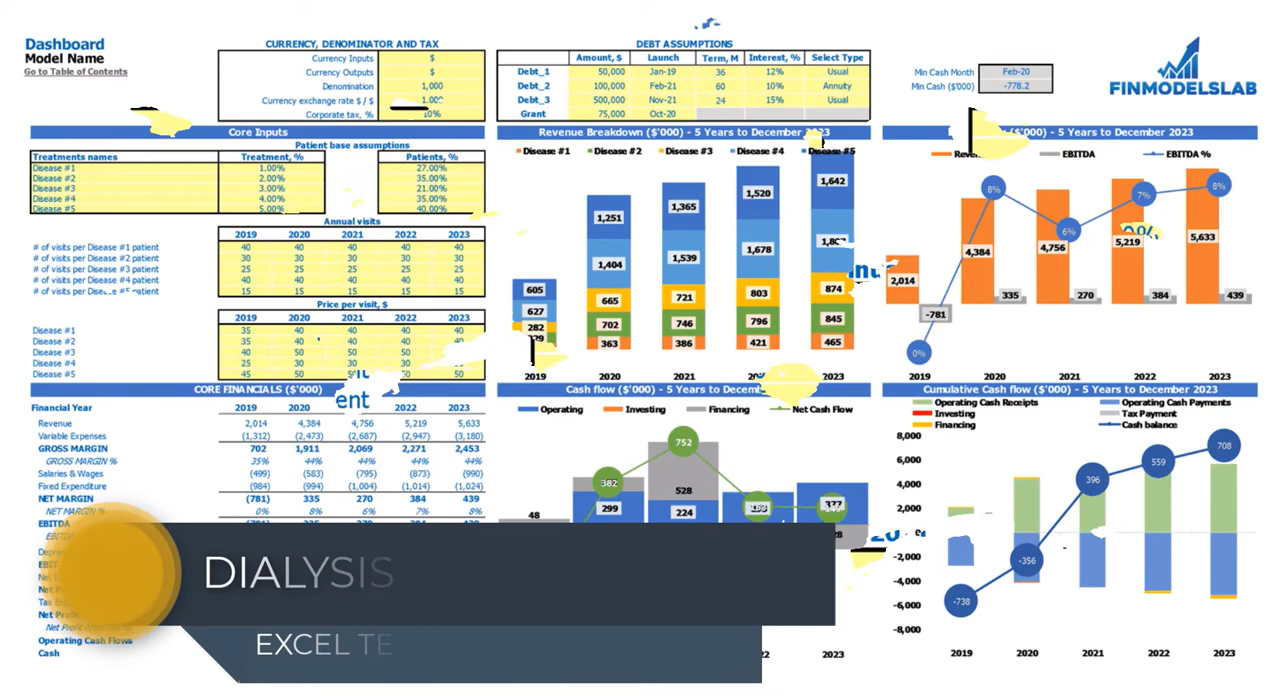 Dashboard
Model Name
Go to Table of Contents
CURRENCY, DENOMINATOR AND TAX
Currency Inputs $
Currency Outputs $
Denomination 1,000
Currency exchange rate $ / $ 1.000
Corporate tax, % 10%
DEBT ASSUMPTIONS
Amount, $ Launch Term, M Interest, % Select Type
Debt_1 50,000 Jan-19 36 12% Usual
Debt_2 100,000 Feb-21 60 10% Annuity
Debt_3 500,000 Nov-21 24 15% Usual
Grant 75,000 Oct-20
Min Cash Month Feb-20
Min Cash ($'000) -778.2
FINMODELSLAB
Core Inputs
Patient base assumptions
Treatments names Treatment, % Patients, %
Disease #1 1.00% 27.00%
Disease #2 2.00% 35.00%
Disease #3 3.00% 21.00%
Disease #4 4.00% 35.00%
Disease #5 5.00% 40.00%
Annual visits
2019 2020 2021 2022 2023
# of visits per Disease #1 patient 40 40 40 40 40
# of visits per Disease #2 patient 30 30 30 30 30
# of visits per Disease #3 patient 25 25 25 25 25
# of visits per Disease #4 patient 40 40 40 40 40
# of visits per Disease #5 patient 15 15 15 15 15
Price per visit, $
2019 2020 2021 2022 2023
Disease #1 35 40 40 40 40
Disease #2 35 40 40 40 40
Disease #3 40 50 50 50 50
Disease #4 25 30 30 30 30
Disease #5 45 50 50 50
ent
Revenue Breakdown ($'000) - 5 Years to December 2023
Disease #1 Disease #2 Disease #3 Disease #4 Disease #5
605 1,251 1,365 1,520 1,642
627 1,404 1,539 1,678
282 665 721 803 874
702 746 796 845
363 386 421 465
2019 2023
($'000) - 5 Years to December 2023
EBITDA EBITDA %
0% 8% 6% 7% 8%
2,014 4,384 4,756 5,219 5,633
-781 335 270 384 439
2019 2020 2021 2022 2023
CORE FINANCIALS ($'000)
Financial Year 2019 2020 2021 2022 2023
Revenue 2,014 4,384 4,756 5,219 5,633
Variable Expenses (1,312) (2,473) (2,687) (2,947) (3,180)
GROSS MARGIN 702 1,911 2,069 2,271 2,453
GROSS MARGIN % 35% 44% 44% 44% 44%
Salaries & Wages (499) (583) (795) (873) (990)
Fixed Expenditure (984) (994) (1,004) (1,014) (1,024)
NET MARGIN (781) 335 270 384 439
NET MARGIN % 0% 8% 6% 7% 8%
EBITDA
EBIT
Operating Cash Flows
Cash
Cash flow ($'000) - 5 Years to 2023
Operating Investing Financing Net Cash Flow
48 382 752
299 528
224
2023
Cumulative Cash flow ($'000) - 5 Years to December 2023
Operating Cash Receipts Operating Cash Payments
Investing Tax Payment
Financing Cash balance
8,000
6,000
4,000
2,000
-2,000
-4,000
-6,000
-8,000
-738 -356 396 559 708
2019 2020 2021 2022 2023
DIALYSIS
EXCEL TE